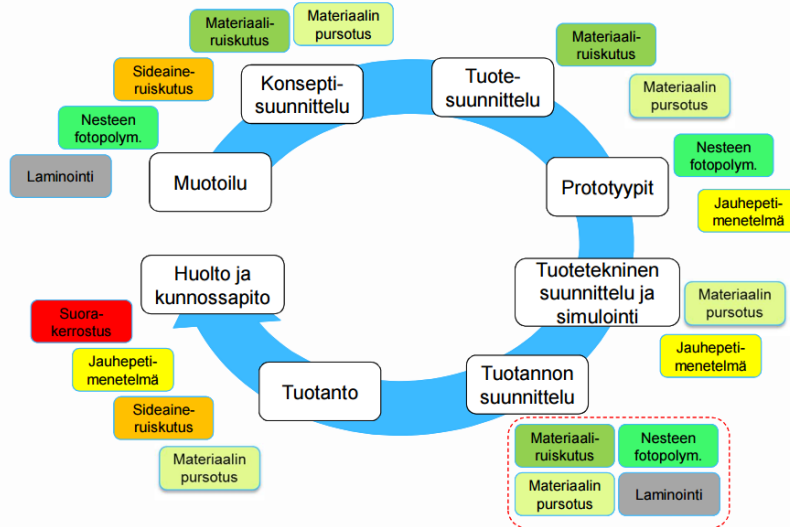 Materiaali-
ruiskutus
Materiaalin
pursotus
Sideaine-
ruiskutus
Nesteen
fotopolym.
Laminointi
Muotoilu
Konsepti-
suunnittelu
Tuote-
suunnittelu
Materiaali-
ruiskutus
Materiaalin
pursotus
Prototyypit
Nesteen
fotopolym.
Jauhepeti-
menetelmä
Tuotetekninen
suunnittelu ja
simulointi
Materiaalin
pursotus
Jauhepeti-
menetelmä
Tuotannon
suunnittelu
Materiaali-
ruiskutus
Nesteen
fotopolym.
Materiaalin
pursotus
Laminointi
Tuotanto
Huolto ja
kunnossapito
Suora-
kerrostus
Jauhepeti-
menetelmä
Sideaine-
ruiskutus
Materiaalin
pursotus